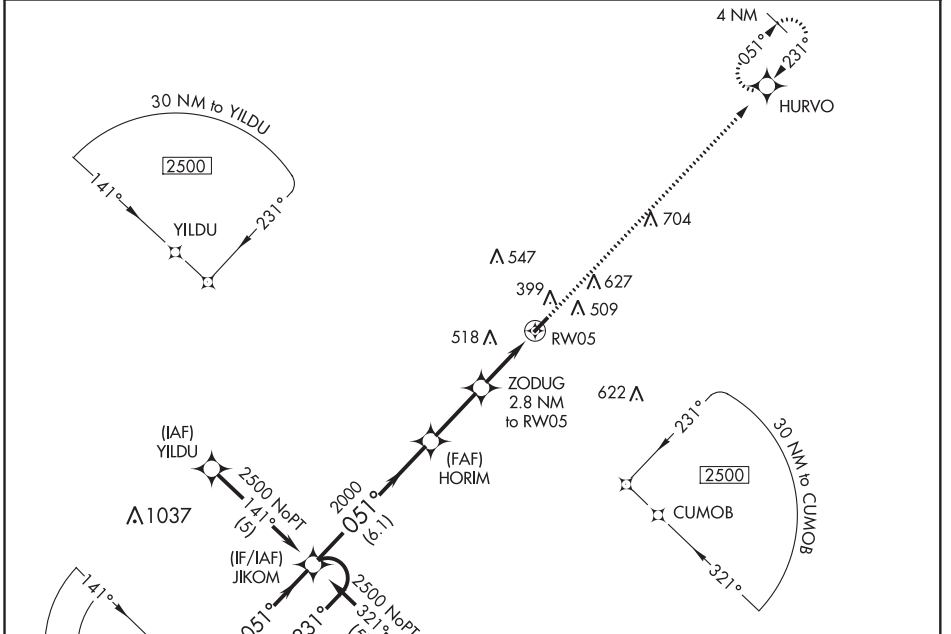 4 NM
051°
231°
HURVO
30 NM to YILDU
2500
141°
231°
YILDU
704
547
627
399
509
518
RW05
ZODUG
2.8 NM
to RW05
622
231°
30 NM to CUMOB
2500
CUMOB
321°
(IAF)
YILDU
2500 NoPT
141°
(5)
(FAF)
HORIM
2000
051°
(6.1)
1037
(IF/IAF)
JIKOM
2500 NoPT
321°
141°
051°
231°